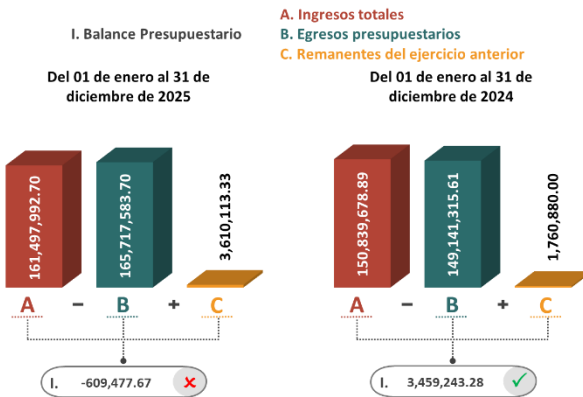 A. Ingresos totales
I. Balance Presupuestario
B. Egresos presupuestarios
C. Remanentes del ejercicio anterior
Del 01 de enero al 31 de
diciembre de 2025
161,497,992.70
165,717,583.70
3,610,113.33
A - B + C
I. -609,477.67 ✗
Del 01 de enero al 31 de
diciembre de 2024
150,839,678.89
149,141,315.61
1,760,880.00
A - B + C
I. 3,459,243.28 ✓